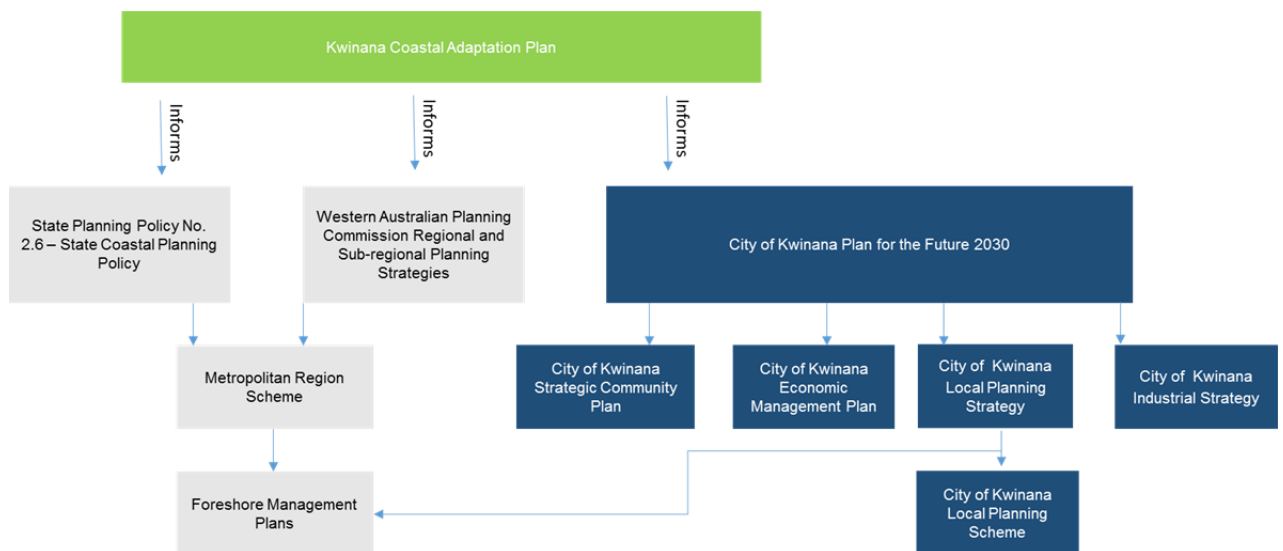 Kwinana Coastal Adaptation Plan
Informs
Informs
Informs
State Planning Policy No.
2.6 – State Coastal Planning
Policy
Western Australian Planning
Commission Regional and
Sub-regional Planning
Strategies
City of Kwinana Plan for the Future 2030
Metropolitan Region
Scheme
City of Kwinana
Strategic Community
Plan
City of Kwinana
Economic
Management Plan
City of Kwinana
Local Planning
Strategy
City of Kwinana
Industrial Strategy
Foreshore Management
Plans
City of Kwinana
Local Planning
Scheme